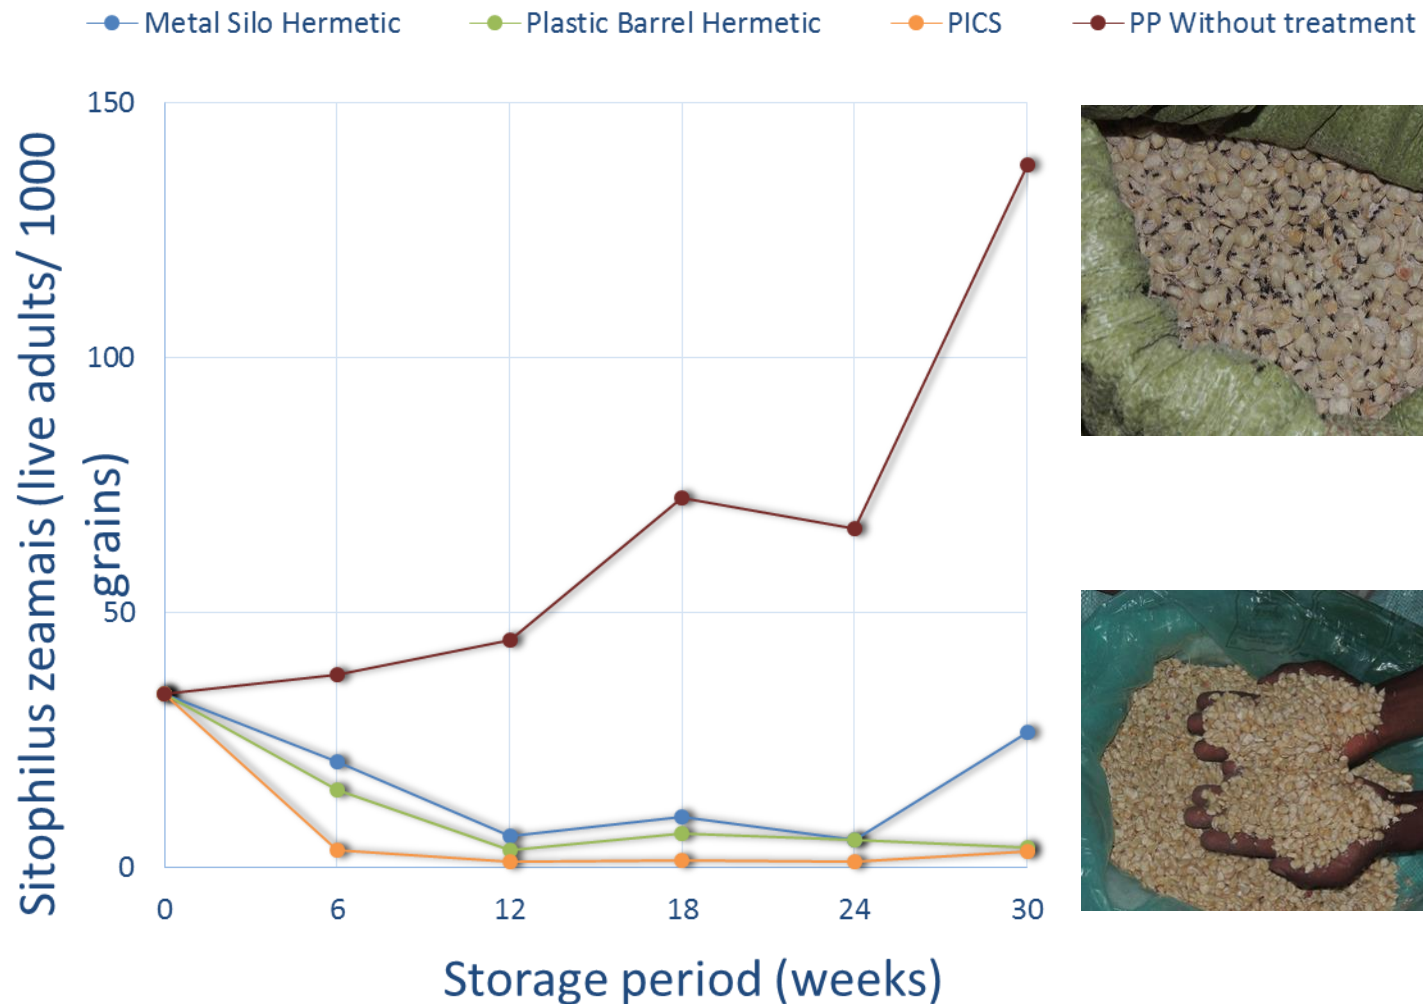 Metal Silo Hermetic
Plastic Barrel Hermetic
PICS
PP Without treatment
Sitophilus zeamais (live adults/ 1000
grains)
150
100
50
0
0
6
12
18
24
30
Storage period (weeks)